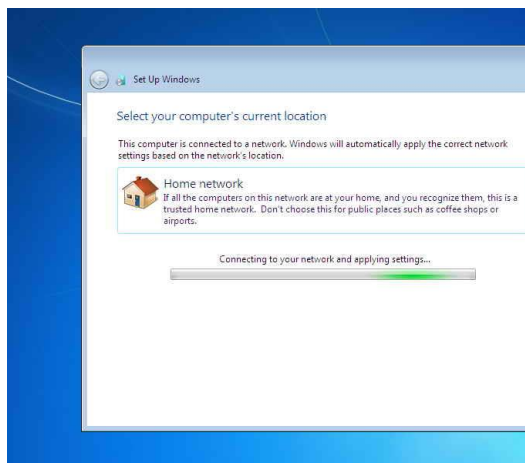 Set Up Windows
Select your computer's current location
This computer is connected to a network. Windows will automatically apply the correct network
settings based on the network's location.
Home network
If all the computers on this network are at your home, and you recognize them, this is a
trusted home network.  Don't choose this for public places such as coffee shops or
airports.
Connecting to your network and applying settings...